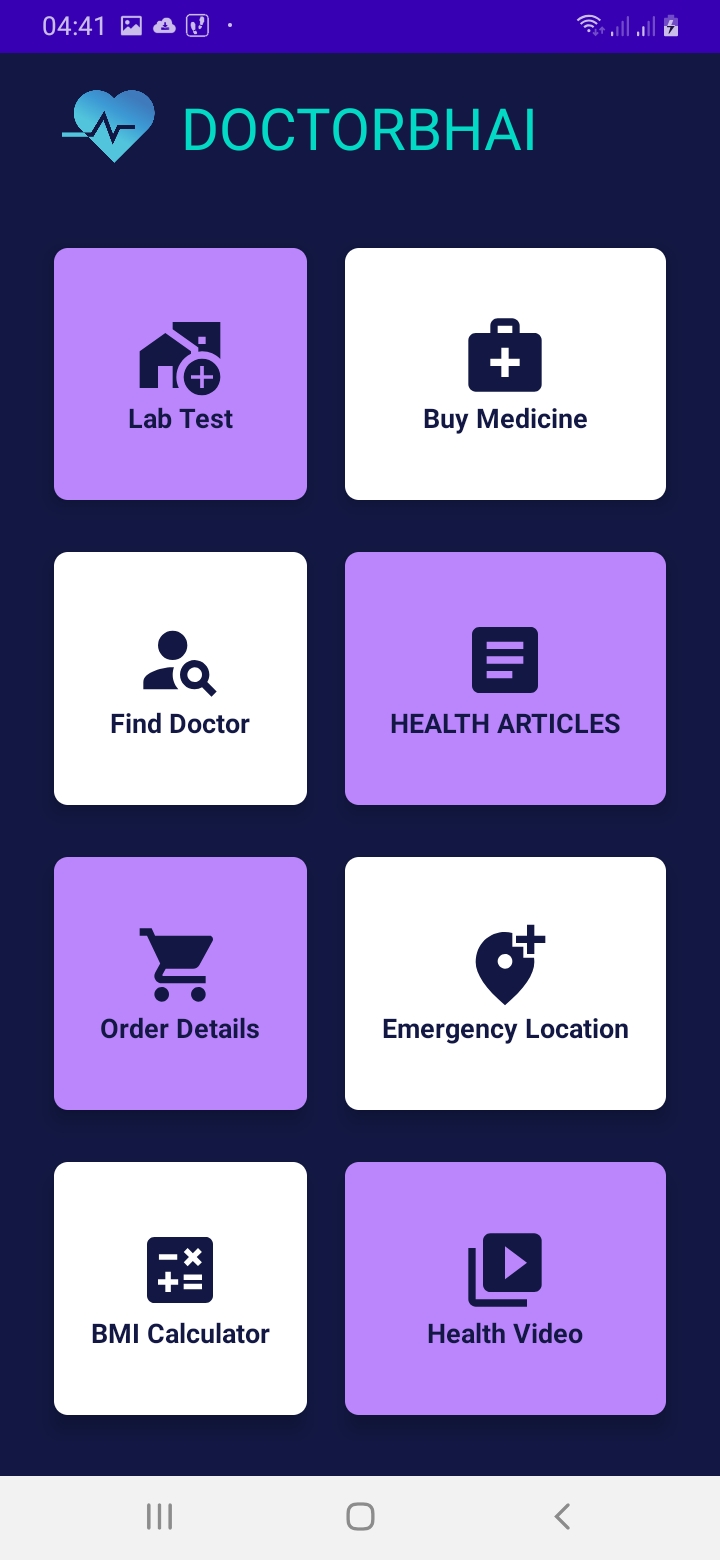 04:41
DOCTORBHAI
Lab Test
Buy Medicine
Find Doctor
HEALTH ARTICLES
Order Details
Emergency Location
BMI Calculator
Health Video